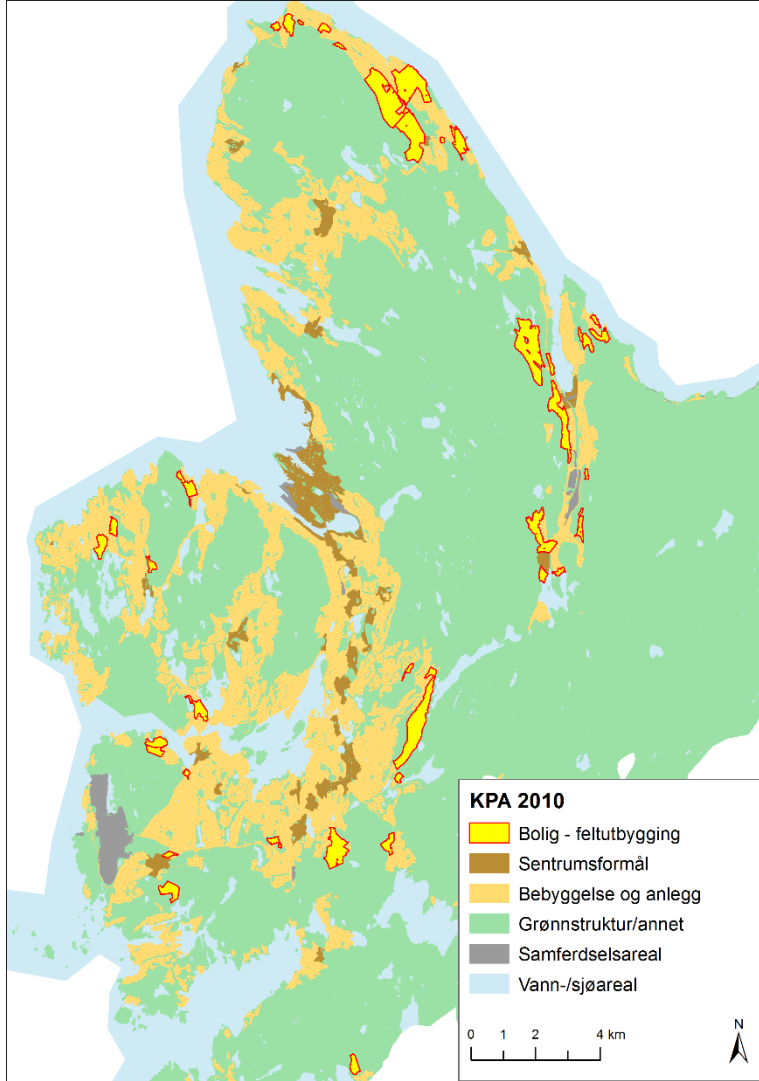 KPA 2010
Bolig - feltutbygging
Sentrumsformål
Bebyggelse og anlegg
Grønnstruktur/annet
Samferdselsareal
Vann-/sjøareal
0 1 2 4 km
N